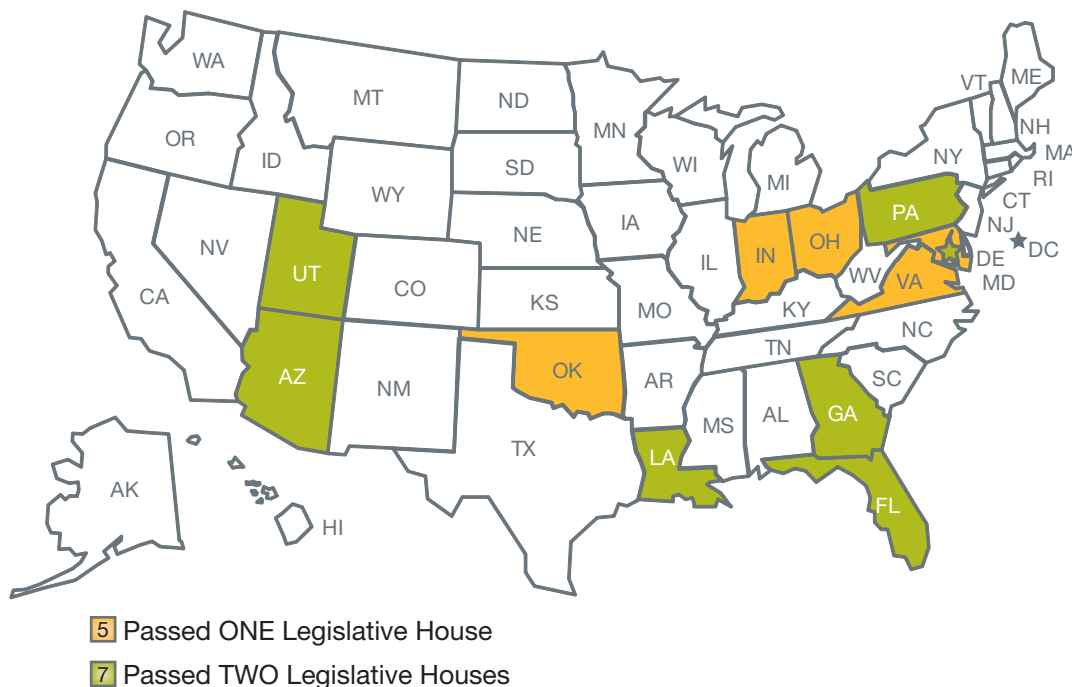 WA
MT
ND
MN
VT
ME
OR
ID
SD
WI
MI
NY
NH
MA
RI
CT
WY
IA
NE
PA
NJ
DC
NV
UT
CO
IL
IN
OH
WV
VA
DE
MD
CA
KS
MO
KY
NC
AZ
NM
OK
AR
TN
SC
TX
LA
MS
AL
GA
FL
AK
HI
5 Passed ONE Legislative House
7 Passed TWO Legislative Houses